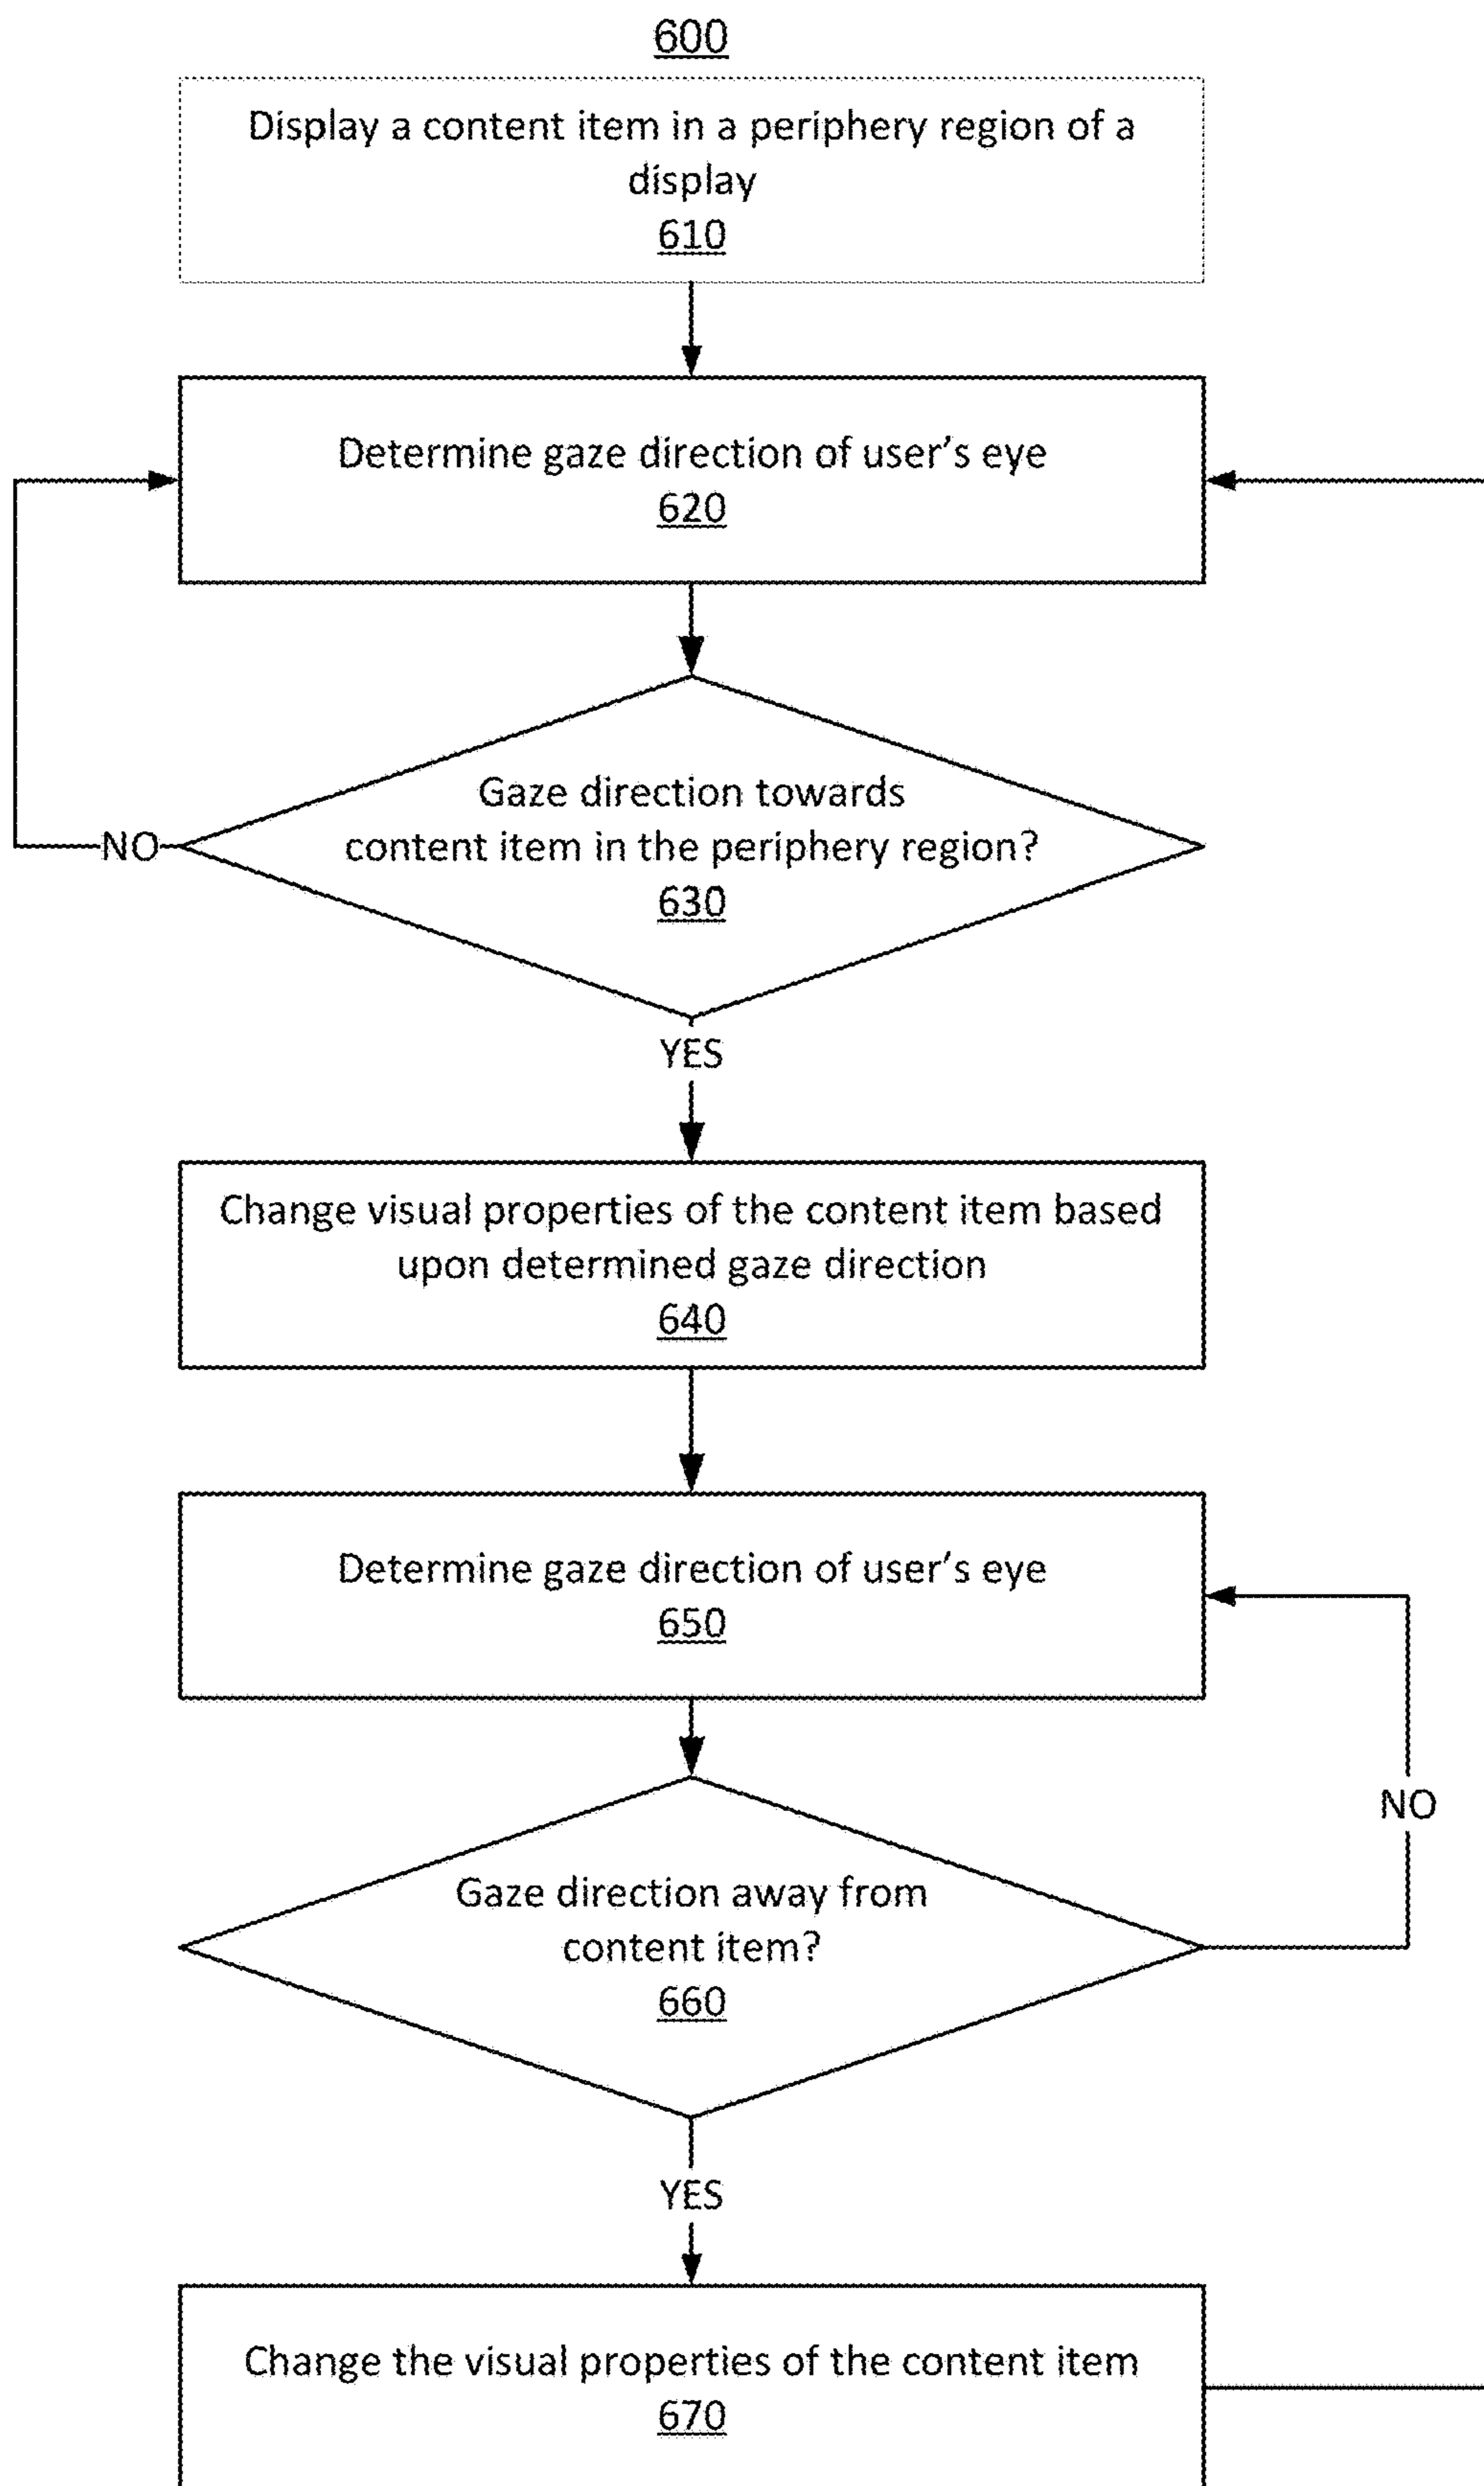 600
Display a content item in a periphery region of a
display
610
Determine gaze direction of user's eye
620
Gaze direction towards
content item in the periphery region?
630
NO
YES
Change visual properties of the content item based
upon determined gaze direction
640
Determine gaze direction of user's eye
650
NO
Gaze direction away from
content item?
660
YES
Change the visual properties of the content item
670